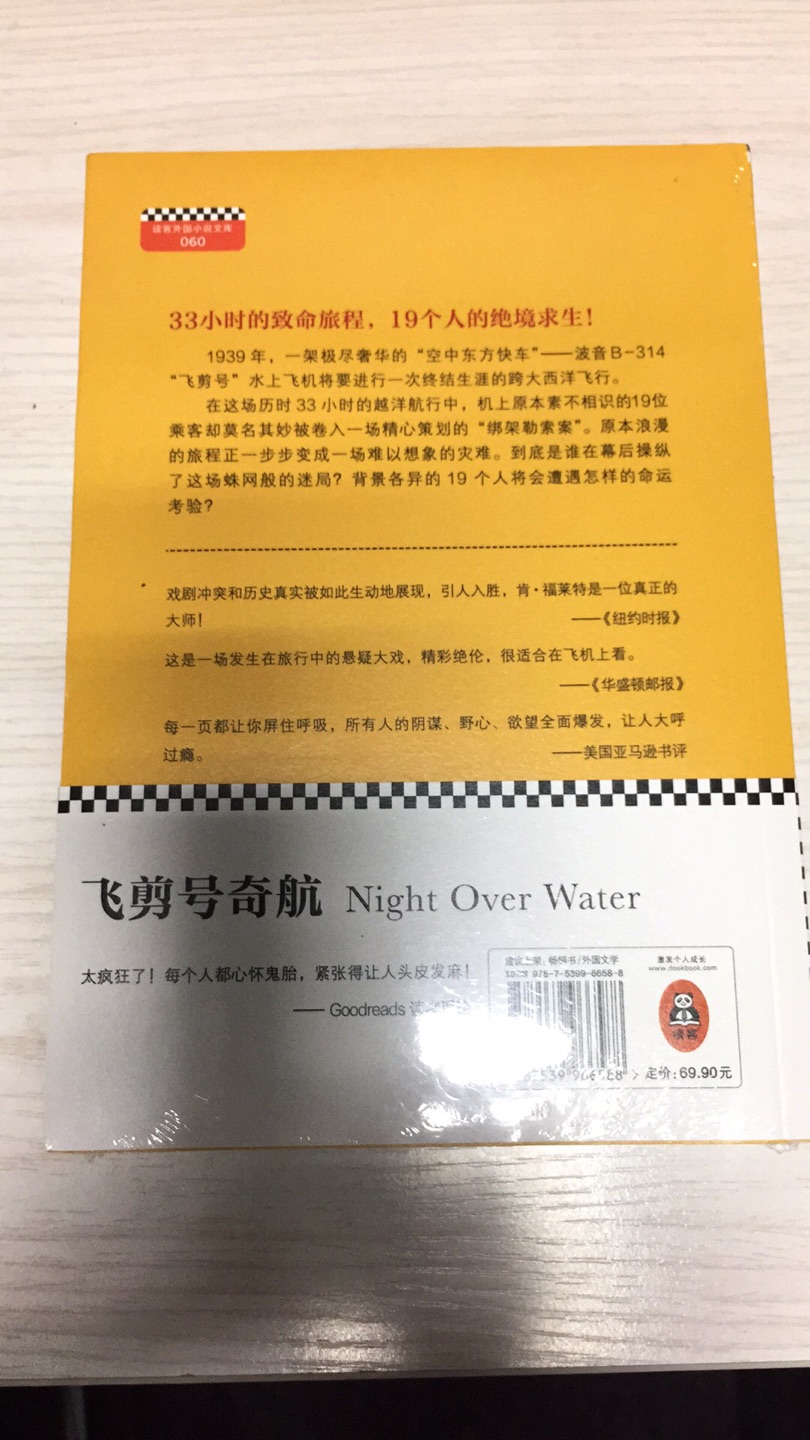 读客外国小说文库
060
33小时的致命旅程，19个人的绝境求生！
1939年，一架极尽奢华的“空中东方快车”——波音B-314
“飞剪号”水上飞机将要进行一次终结生涯的跨大西洋飞行。
在这场历时 33 小时的越洋航行中，机上原本素不相识的19位
乘客却莫名其妙被卷入一场精心策划的“绑架勒索案”。原本浪漫
的旅程正一步步变成一场难以想象的灾难。到底是谁在幕后操纵
了这场蛛网般的迷局？背景各异的 19 个人将会遭遇怎样的命运
考验？
戏剧冲突和历史真实被如此生动地展现，引人入胜，肯·福莱特是一位真正的
大师！ ——《纽约时报》
这是一场发生在旅行中的悬疑大戏，精彩绝伦，很适合在飞机上看。
——《华盛顿邮报》
每一页都让你屏住呼吸，所有人的阴谋、野心、欲望全面爆发，让人大呼
过瘾。 ——美国亚马逊书评
飞剪号奇航 Night Over Water
太疯狂了！每个人都心怀鬼胎，紧张得让人头皮发麻！
—— Goodreads
建议上架：畅销书/外国文学
ISBN 978-7-5399-6658-8
激发个人成长
www.dookbook.com
读客
定价：69.90元